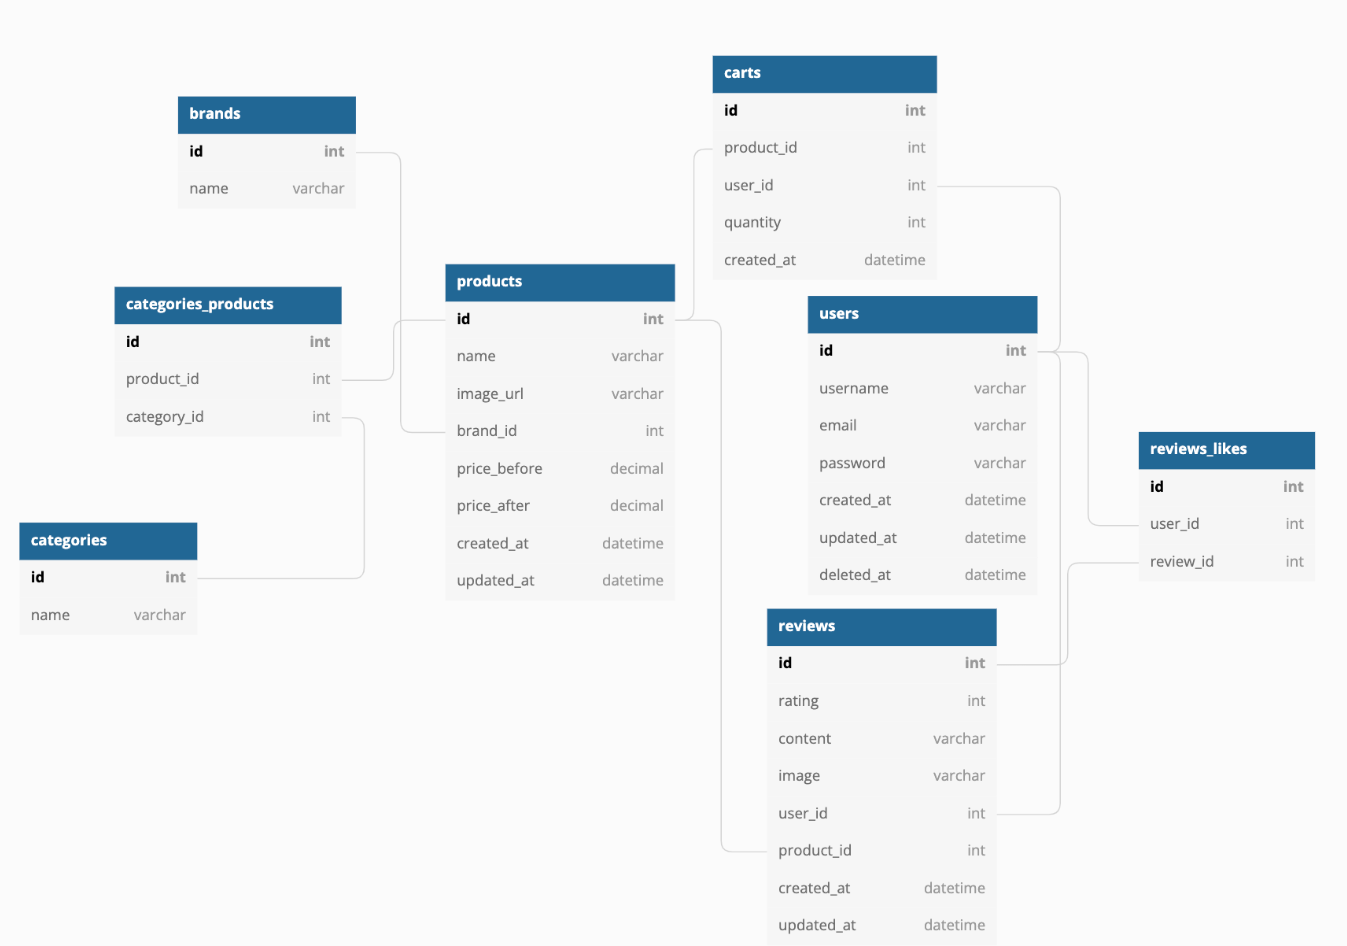 brands
id int
name varchar
categories_products
id int
product_id int
category_id int
categories
id int
name varchar
products
id int
name varchar
image_url varchar
brand_id int
price_before decimal
price_after decimal
created_at datetime
updated_at datetime
carts
id int
product_id int
user_id int
quantity int
created_at datetime
users
id int
username varchar
email varchar
password varchar
created_at datetime
updated_at datetime
deleted_at datetime
reviews
id int
rating int
content varchar
image varchar
user_id int
product_id int
created_at datetime
updated_at datetime
reviews_likes
id int
user_id int
review_id int